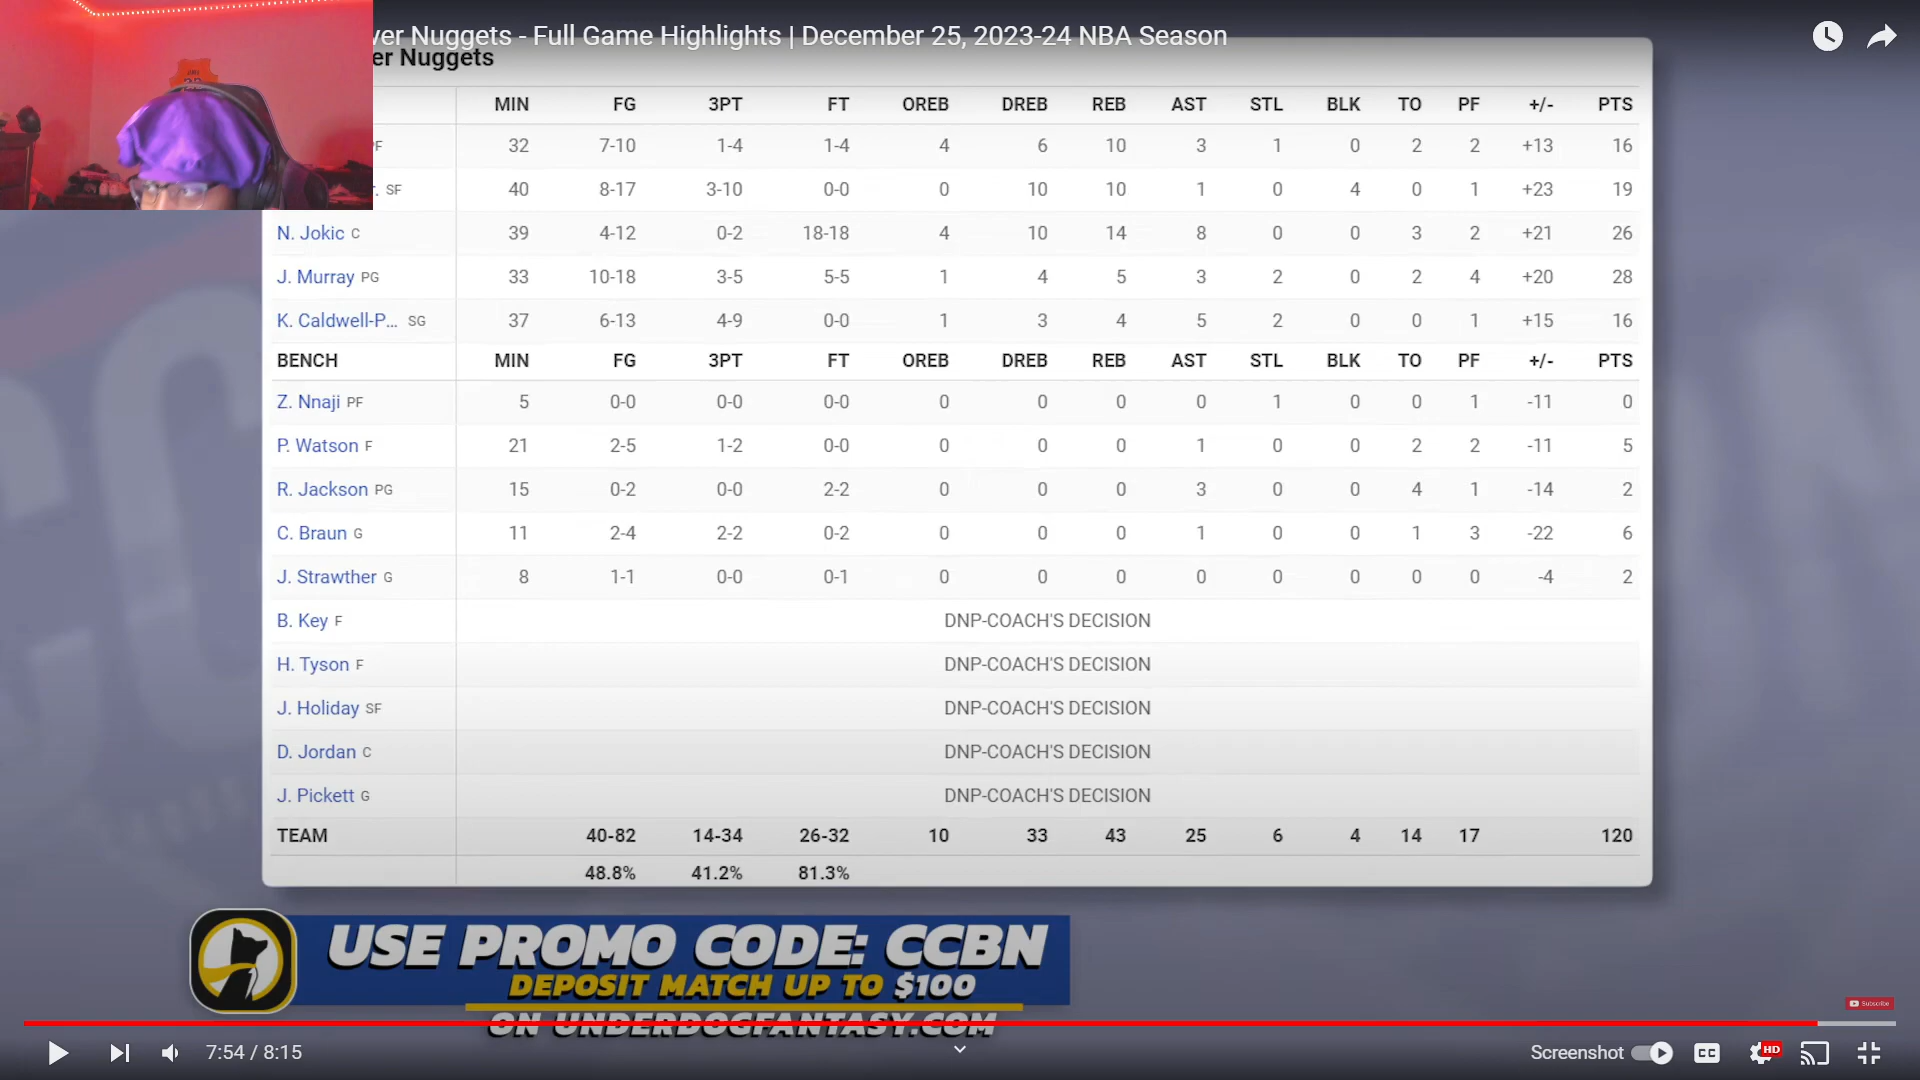 ver Nuggets - Full Game Highlights | December 25, 2023-24 NBA Season
er Nuggets
MIN FG 3PT FT OREB DREB REB AST STL BLK TO PF +/- PTS
PF 32 7-10 1-4 1-4 4 6 10 3 1 0 2 2 +13 16
. SF 40 8-17 3-10 0-0 0 10 10 1 0 4 0 1 +23 19
N. Jokic C 39 4-12 0-2 18-18 4 10 14 8 0 0 3 2 +21 26
J. Murray PG 33 10-18 3-5 5-5 1 4 5 3 2 0 2 4 +20 28
K. Caldwell-P... SG 37 6-13 4-9 0-0 1 3 4 5 2 0 0 1 +15 16
BENCH MIN FG 3PT FT OREB DREB REB AST STL BLK TO PF +/- PTS
Z. Nnaji PF 5 0-0 0-0 0-0 0 0 0 0 1 0 0 1 -11 0
P. Watson F 21 2-5 1-2 0-0 0 0 0 1 0 0 2 2 -11 5
R. Jackson PG 15 0-2 0-0 2-2 0 0 0 3 0 0 4 1 -14 2
C. Braun G 11 2-4 2-2 0-2 0 0 0 1 0 0 1 3 -22 6
J. Strawther G 8 1-1 0-0 0-1 0 0 0 0 0 0 0 0 -4 2
B. Key F DNP-COACH'S DECISION
H. Tyson F DNP-COACH'S DECISION
J. Holiday SF DNP-COACH'S DECISION
D. Jordan C DNP-COACH'S DECISION
J. Pickett G DNP-COACH'S DECISION
TEAM 40-82 14-34 26-32 10 33 43 25 6 4 14 17 120
48.8% 41.2% 81.3%
USE PROMO CODE: CCBN
DEPOSIT MATCH UP TO $100
ON UNDERDOGFANTASY.COM
Subscribe
7:54 / 8:15
Screenshot CC HD